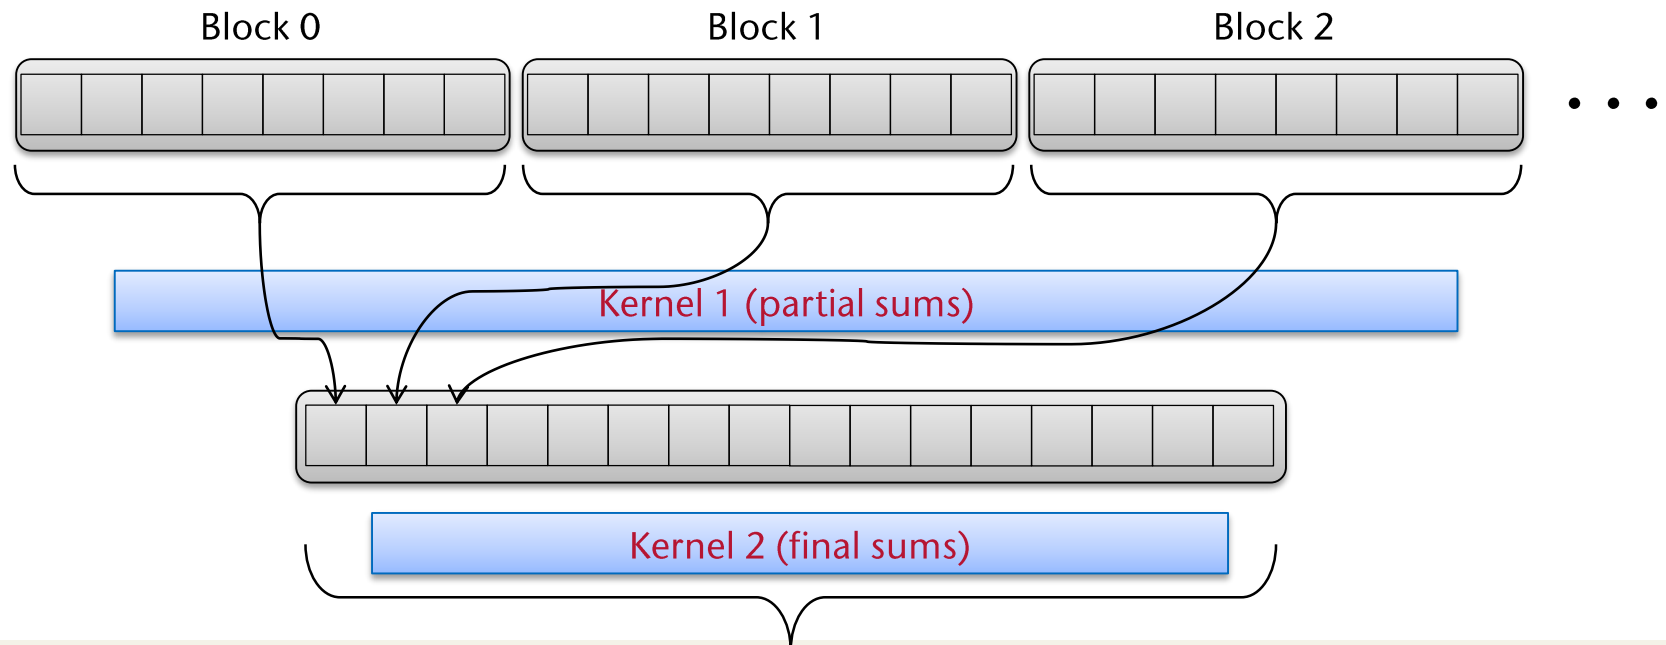 Block 0
Block 1
Block 2
• • •
Kernel 1 (partial sums)
Kernel 2 (final sums)